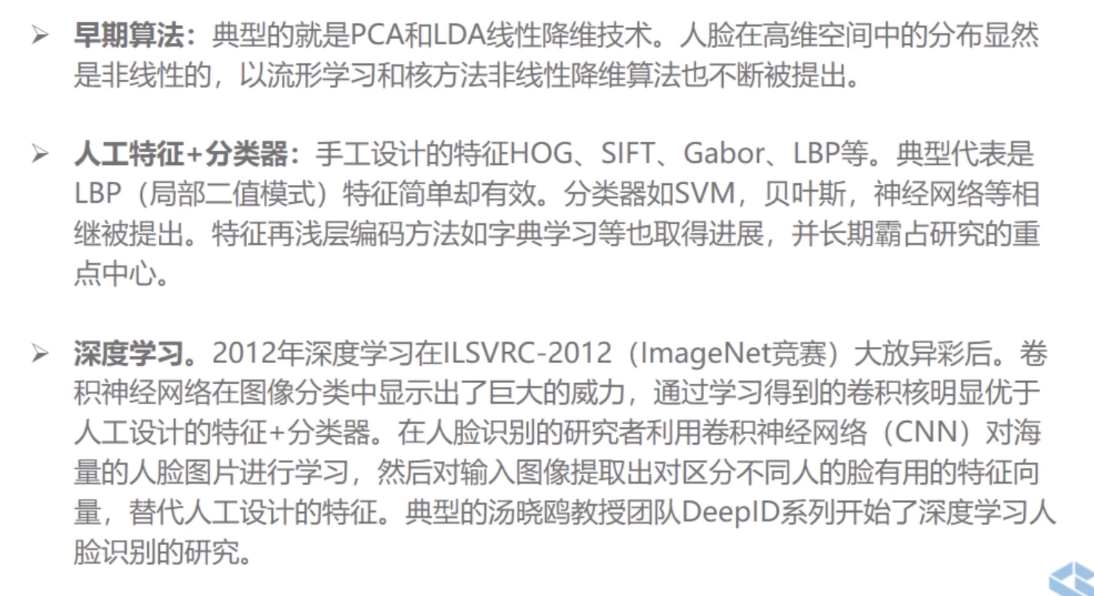 ➢ 早期算法：典型的就是PCA和LDA线性降维技术。人脸在高维空间中的分布显然
是非线性的，以流形学习和核方法非线性降维算法也不断被提出。
➢ 人工特征+分类器：手工设计的特征HOG、SIFT、Gabor、LBP等。典型代表是
LBP（局部二值模式）特征简单却有效。分类器如SVM，贝叶斯，神经网络等相
继被提出。特征再浅层编码方法如字典学习等也取得进展，并长期霸占研究的重
点中心。
➢ 深度学习。2012年深度学习在ILSVRC-2012（ImageNet竞赛）大放异彩后。卷
积神经网络在图像分类中显示出了巨大的威力，通过学习得到的卷积核明显优于
人工设计的特征+分类器。在人脸识别的研究者利用卷积神经网络（CNN）对海
量的人脸图片进行学习，然后对输入图像提取出对区分不同人的脸有用的特征向
量，替代人工设计的特征。典型的汤晓鸥教授团队DeepID系列开始了深度学习人
脸识别的研究。